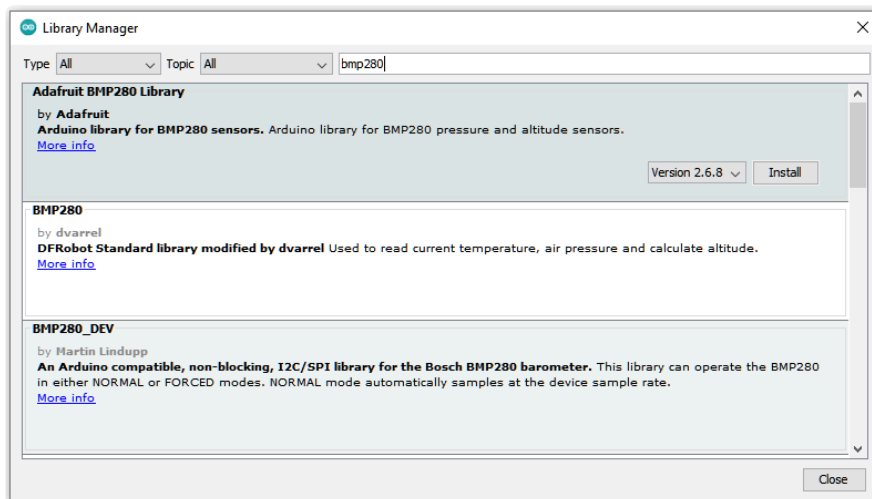 Library Manager
Type All Topic All bmp280
Adafruit BMP280 Library
by Adafruit
Arduino library for BMP280 sensors. Arduino library for BMP280 pressure and altitude sensors.
More info
Version 2.6.8 Install
BMP280
by dvarrel
DFRobot Standard library modified by dvarrel Used to read current temperature, air pressure and calculate altitude.
More info
BMP280_DEV
by Martin Lindupp
An Arduino compatible, non-blocking, I2C/SPI library for the Bosch BMP280 barometer. This library can operate the BMP280
in either NORMAL or FORCED modes. NORMAL mode automatically samples at the device sample rate.
More info
Close